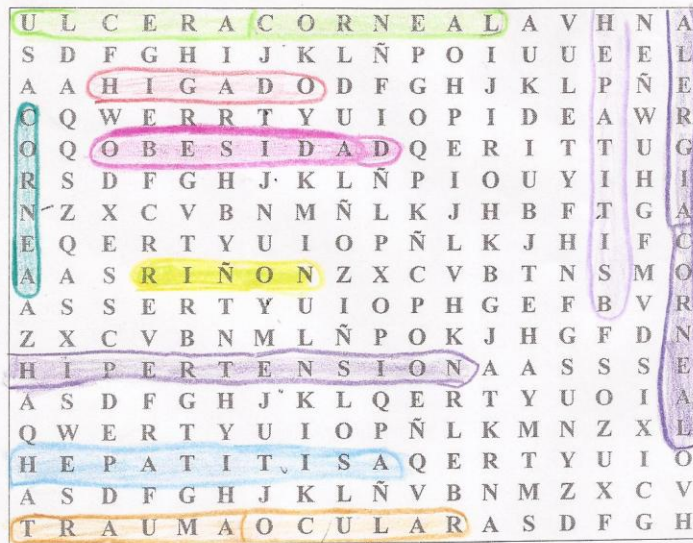 U L C E R A C O R N E A L A V H N A
S D F G H I J K L Ñ P O I U U E E L
A A H I G A D O D F G H J K L P Ñ E
C Q W E R R T Y U I O P I D E A W R
O Q O B E S I D A D Q E R I T T U G
R S D F G H J K L Ñ P I O U Y I H I
N Z X C V B N M Ñ L K J H B F T G A
E Q E R T Y U I O P Ñ L K J H I F C
A A S R I Ñ O N Z X C V B T N S M O
A S S E R T Y U I O P H G E F B V R
Z X C V B N M L Ñ P O K J H G F D N
H I P E R T E N S I O N A A S S S E
A S D F G H J K L Q E R T Y U O I A
Q W E R T Y U I O P Ñ L K M N Z X L
H E P A T I T I S A Q E R T Y U I O
A S D F G H J K L Ñ V B N M Z X C V
T R A U M A O C U L A R A S D F G H